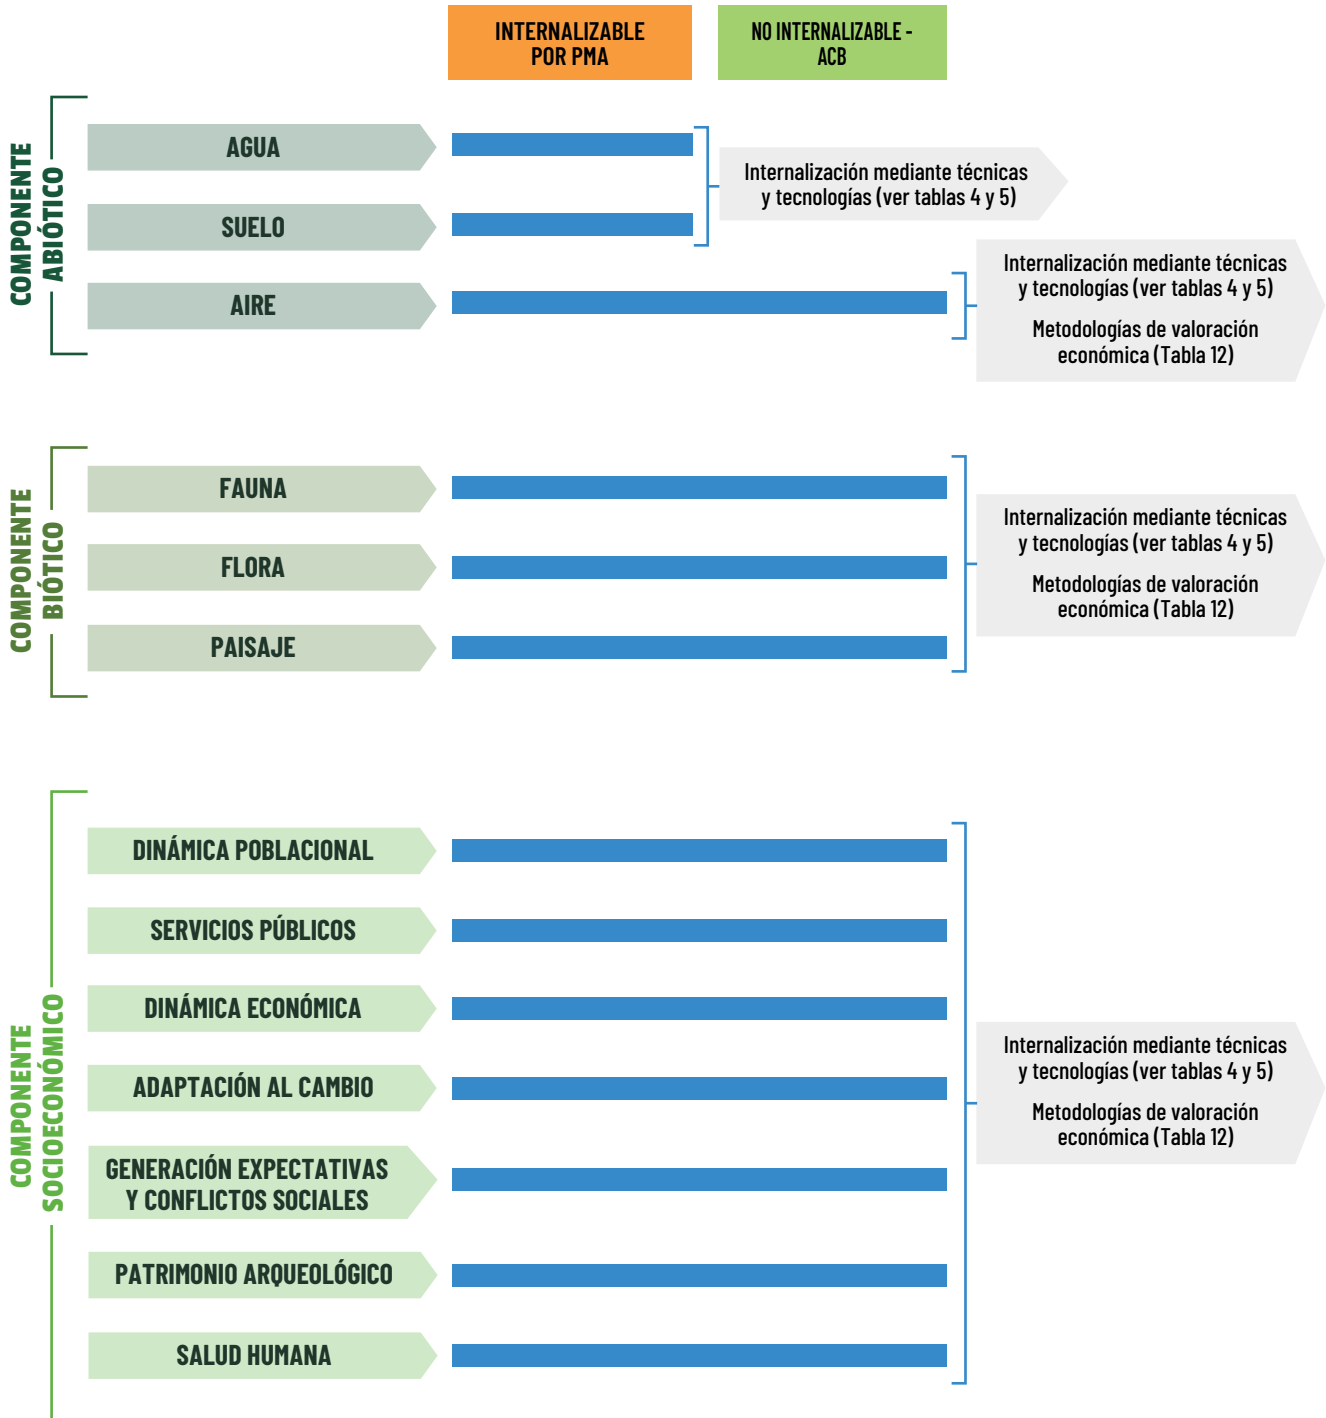 INTERNALIZABLE
POR PMA
NO INTERNALIZABLE -
ACB
COMPONENTE
ABIÓTICO
AGUA
SUELO
AIRE
Internalización mediante técnicas
y tecnologías (ver tablas 4 y 5)
Internalización mediante técnicas
y tecnologías (ver tablas 4 y 5)
Metodologías de valoración
económica (Tabla 12)
COMPONENTE
BIÓTICO
FAUNA
FLORA
PAISAJE
Internalización mediante técnicas
y tecnologías (ver tablas 4 y 5)
Metodologías de valoración
económica (Tabla 12)
COMPONENTE
SOCIOECONÓMICO
DINÁMICA POBLACIONAL
SERVICIOS PÚBLICOS
DINÁMICA ECONÓMICA
ADAPTACIÓN AL CAMBIO
GENERACIÓN EXPECTATIVAS
Y CONFLICTOS SOCIALES
PATRIMONIO ARQUEOLÓGICO
SALUD HUMANA
Internalización mediante técnicas
y tecnologías (ver tablas 4 y 5)
Metodologías de valoración
económica (Tabla 12)